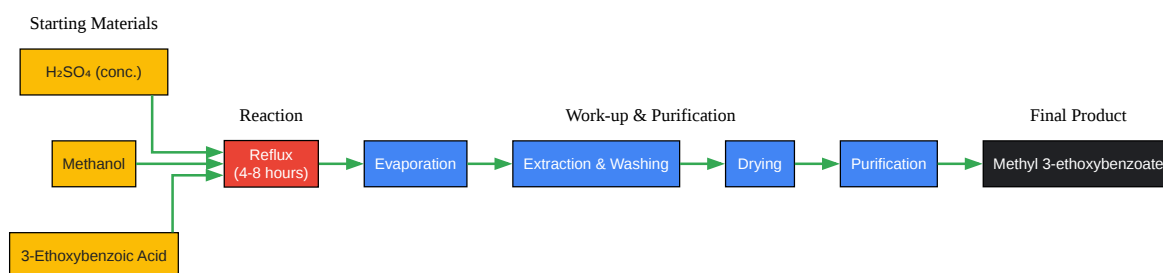 Starting Materials
H₂SO₄ (conc.)
Reaction
Work-up & Purification
Final Product
Methanol
Reflux
(4-8 hours)
Evaporation
Extraction & Washing
Drying
Purification
Methyl 3-ethoxybenzoate
3-Ethoxybenzoic Acid